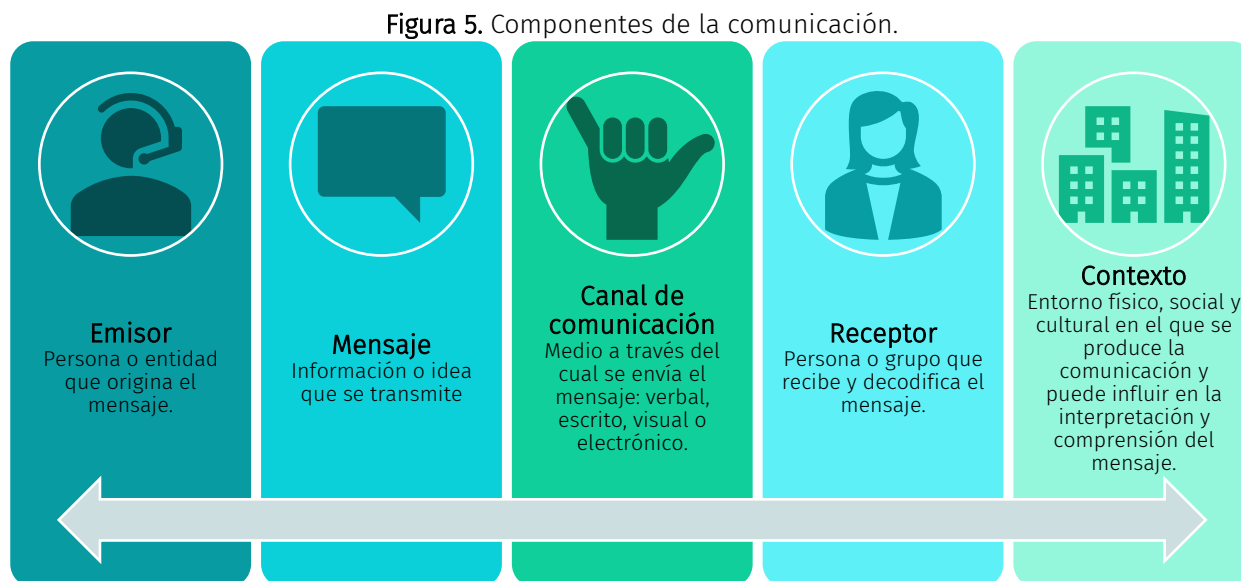 Figura 5. Componentes de la comunicación.
Emisor
Persona o entidad
que origina el
mensaje.
Mensaje
Información o idea
que se transmite
Canal de
comunicación
Medio a través del
cual se envía el
mensaje: verbal,
escrito, visual o
electrónico.
Receptor
Persona o grupo que
recibe y decodifica el
mensaje.
Contexto
Entorno físico, social y
cultural en el que se
produce la
comunicación y
puede influir en la
interpretación y
comprensión del
mensaje.